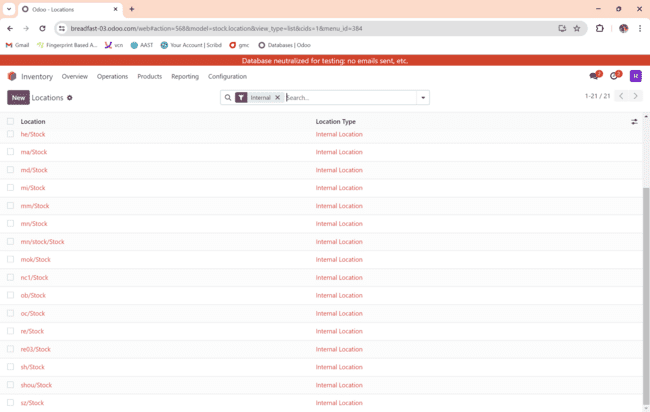 Odoo - Locations
breadfast-03.odoo.com/web#action=568&model=stock.location&view_type=list&cids=1&menu_id=384
Gmail Fingerprint Based A... vcn AAST Your Account | Scribd gmc Databases | Odoo
Database neutralized for testing: no emails sent, etc.
Inventory Overview Operations Products Reporting Configuration
R
New Locations Internal Search... 1-21 / 21
Location Location Type
he/Stock Internal Location
ma/Stock Internal Location
md/Stock Internal Location
mi/Stock Internal Location
mm/Stock Internal Location
mn/Stock Internal Location
mn/stock/Stock Internal Location
mok/Stock Internal Location
nc1/Stock Internal Location
ob/Stock Internal Location
oc/Stock Internal Location
re/Stock Internal Location
re03/Stock Internal Location
sh/Stock Internal Location
shou/Stock Internal Location
sz/Stock Internal Location